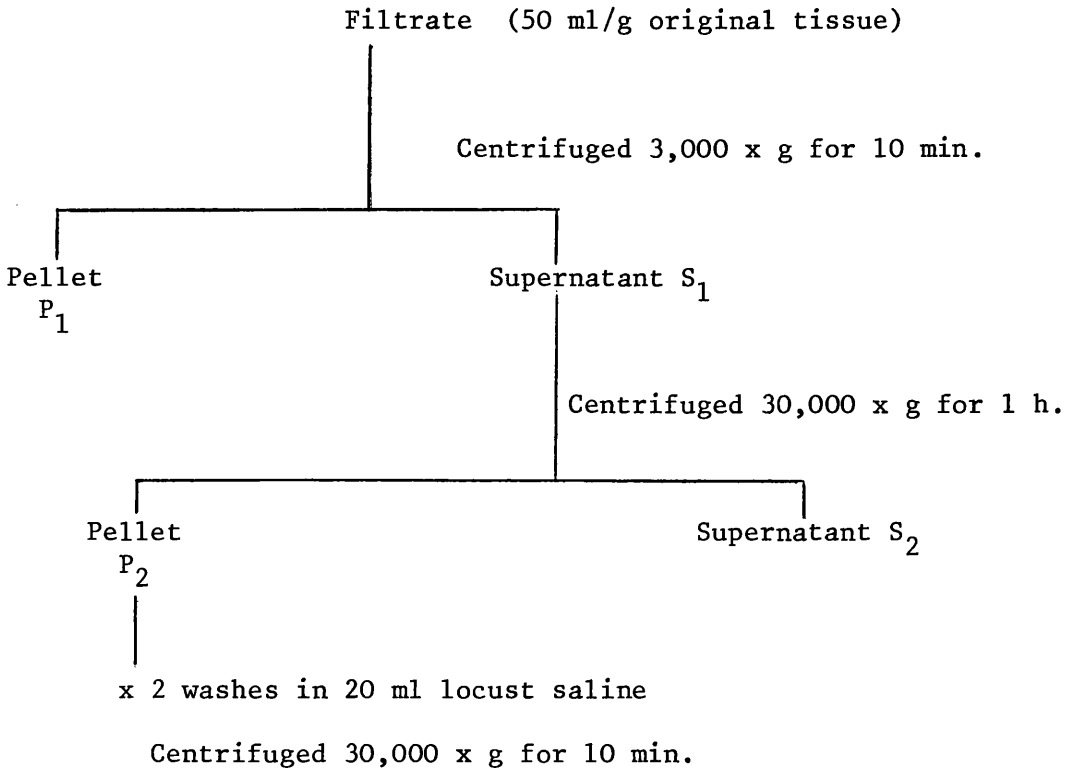 Filtrate (50 ml/g original tissue)
Centrifuged 3,000 x g for 10 min.
Pellet
P1
Supernatant S1
Centrifuged 30,000 x g for 1 h.
Pellet
P2
Supernatant S2
x 2 washes in 20 ml locust saline
Centrifuged 30,000 x g for 10 min.